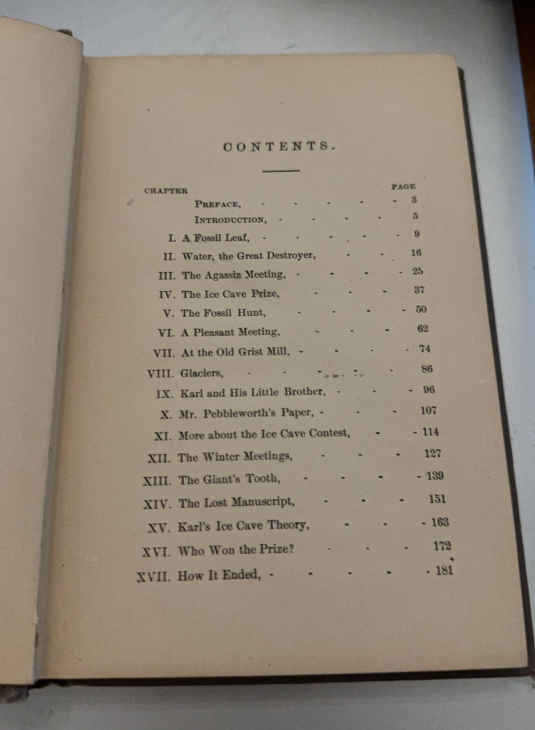 CONTENTS.
CHAPTER PAGE
PREFACE, - - - - - 3
INTRODUCTION, - - - - 5
I. A Fossil Leaf, - - - - - 9
II. Water, the Great Destroyer, - - 16
III. The Agassiz Meeting, - - - - 25
IV. The Ice Cave Prize, - - - 37
V. The Fossil Hunt, - - - - 50
VI. A Pleasant Meeting, - - - 62
VII. At the Old Grist Mill, - - - - 74
VIII. Glaciers, - - - - - 86
IX. Karl and His Little Brother, - - - 96
X. Mr. Pebbleworth's Paper, - - - 107
XI. More about the Ice Cave Contest, - - 114
XII. The Winter Meetings, - - - 127
XIII. The Giant's Tooth, - - - - 139
XIV. The Lost Manuscript, - - - 151
XV. Karl's Ice Cave Theory, - - - 163
XVI. Who Won the Prize? - - - 172
XVII. How It Ended, - - - - - 181